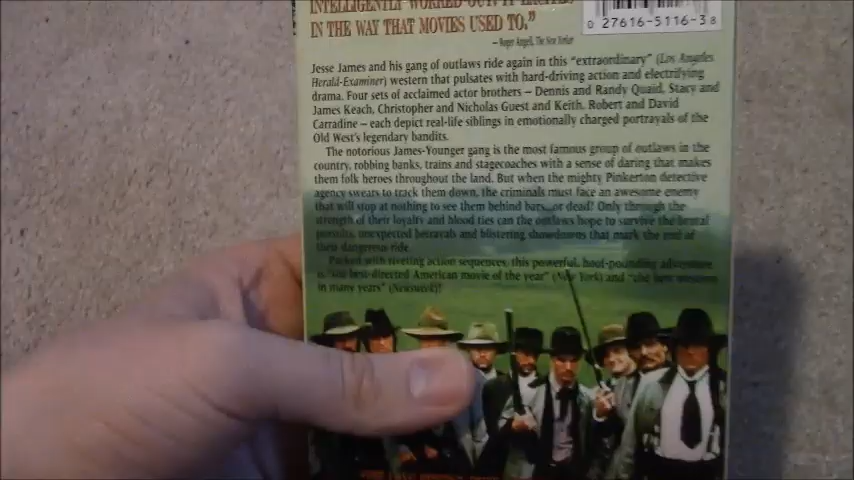 INTELLIGENTLY WORKED-OUT. IT
IN THE WAY THAT MOVIES USED TO."
— Roger Angell, The New Yorker
0 27616-5116-3 8
Jesse James and his gang of outlaws ride again in this "extraordinary" (Los Angeles
Herald-Examiner) western that pulsates with hard-driving action and electrifying
drama. Four sets of acclaimed actor brothers – Dennis and Randy Quaid, Stacy and
James Keach, Christopher and Nicholas Guest and Keith, Robert and David
Carradine – each depict real-life siblings in emotionally charged portrayals of the
Old West's legendary bandits.
The notorious James-Younger gang is the most famous group of outlaws in the
country, robbing banks, trains and stagecoaches with a sense of daring that makes
them folk heroes throughout the land. But when the mighty Pinkerton detective
agency swears to track them down, the criminals must face an awesome enemy
that will stop at nothing to see them behind bars...or dead! Only through the
strength of their loyalty and blood ties can the outlaws hope to survive the brutal
pursuits, unexpected betrayals and blistering showdowns that mark the end of
their dangerous ride.
Packed with riveting action sequences, this powerful, hoof-pounding adventure
is "the best-directed American movie of the year" (New York) and "the best western
in many years" (Newsweek)!